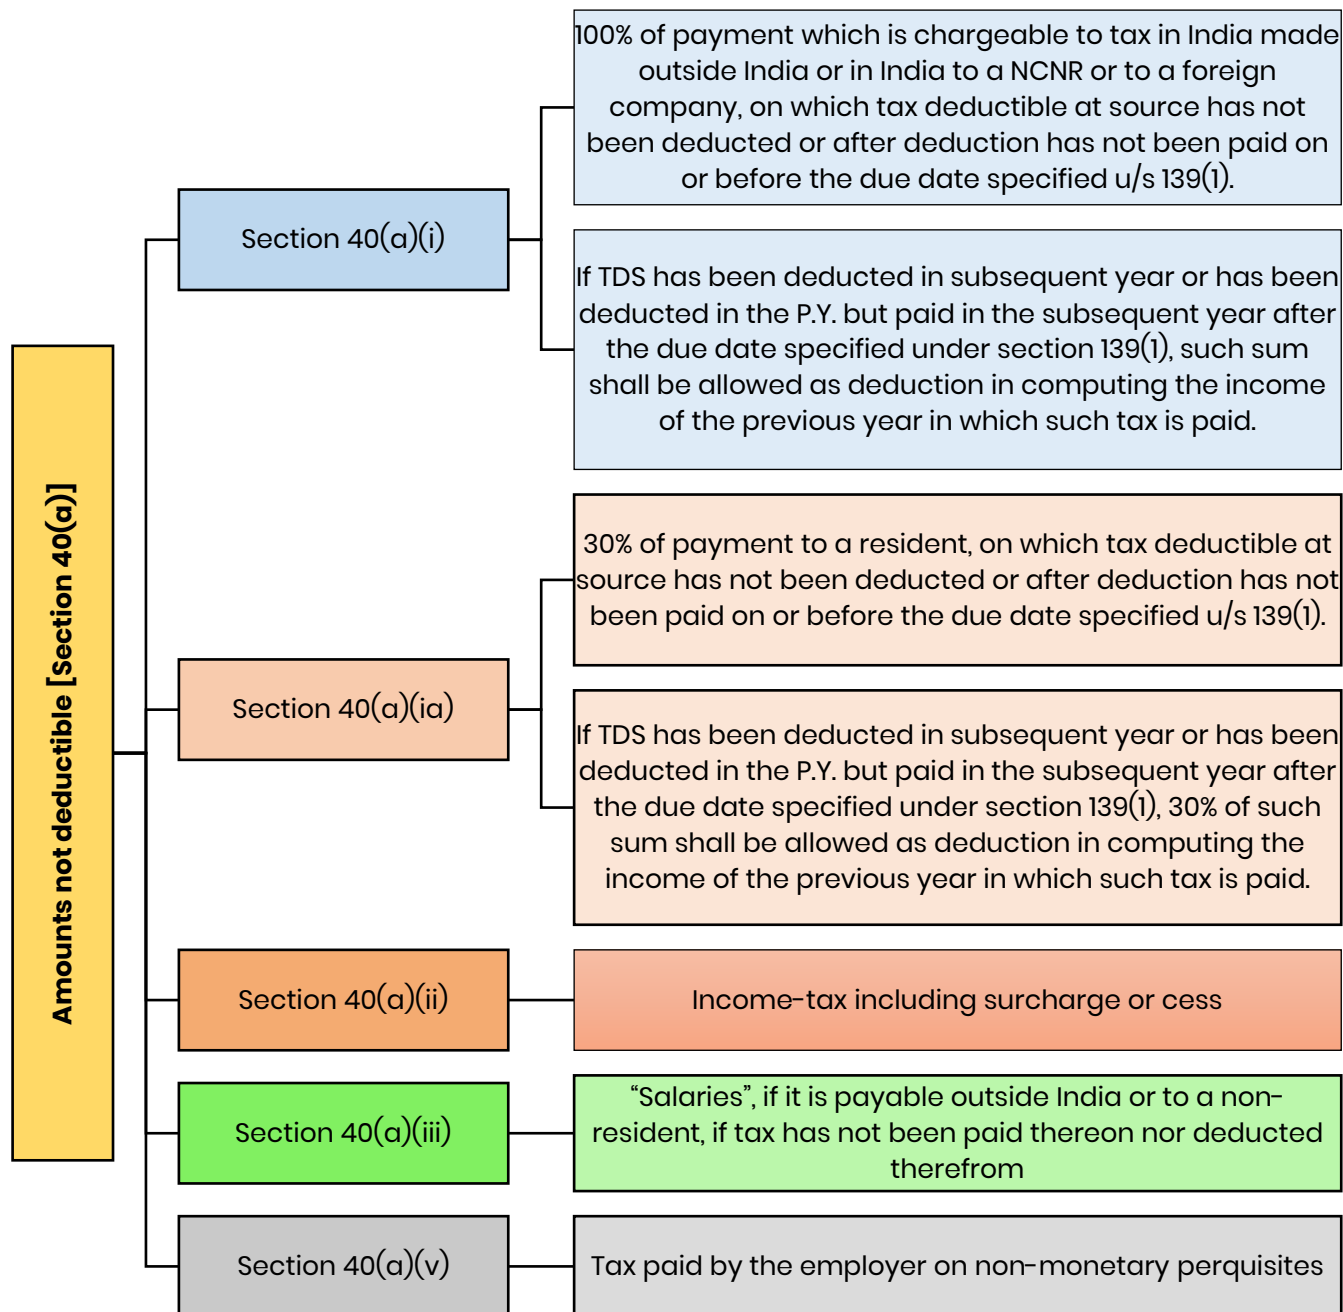 Amounts not deductible [Section 40(a)]
Section 40(a)(i)
100% of payment which is chargeable to tax in India made
outside India or in India to a NCNR or to a foreign
company, on which tax deductible at source has not
been deducted or after deduction has not been paid on
or before the due date specified u/s 139(1).
If TDS has been deducted in subsequent year or has been
deducted in the P.Y. but paid in the subsequent year after
the due date specified under section 139(1), such sum
shall be allowed as deduction in computing the income
of the previous year in which such tax is paid.
Section 40(a)(ia)
30% of payment to a resident, on which tax deductible at
source has not been deducted or after deduction has not
been paid on or before the due date specified u/s 139(1).
If TDS has been deducted in subsequent year or has been
deducted in the P.Y. but paid in the subsequent year after
the due date specified under section 139(1), 30% of such
sum shall be allowed as deduction in computing the
income of the previous year in which such tax is paid.
Section 40(a)(ii)
Income-tax including surcharge or cess
Section 40(a)(iii)
“Salaries”, if it is payable outside India or to a non-
resident, if tax has not been paid thereon nor deducted
therefrom
Section 40(a)(v)
Tax paid by the employer on non-monetary perquisites